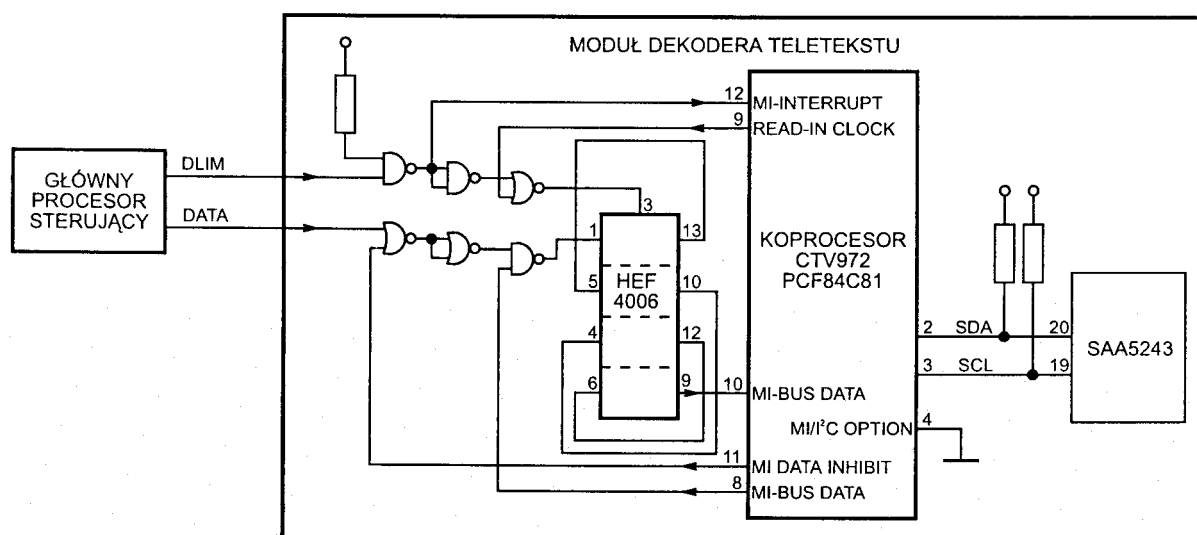 MODUŁ DEKODERA TELETEKSTU
12
MI-INTERRUPT
9
READ-IN CLOCK
GŁÓWNY
PROCESOR
STERUJĄCY
DLIM
DATA
3
1
13
5
HEF
4006
10
4
12
6
9
10
MI-BUS DATA
KOPROCESOR
CTV972
PCF84C81
2
SDA
20
3
SCL
19
SAA5243
MI/I²C OPTION
4
11
MI DATA INHIBIT
8
MI-BUS DATA